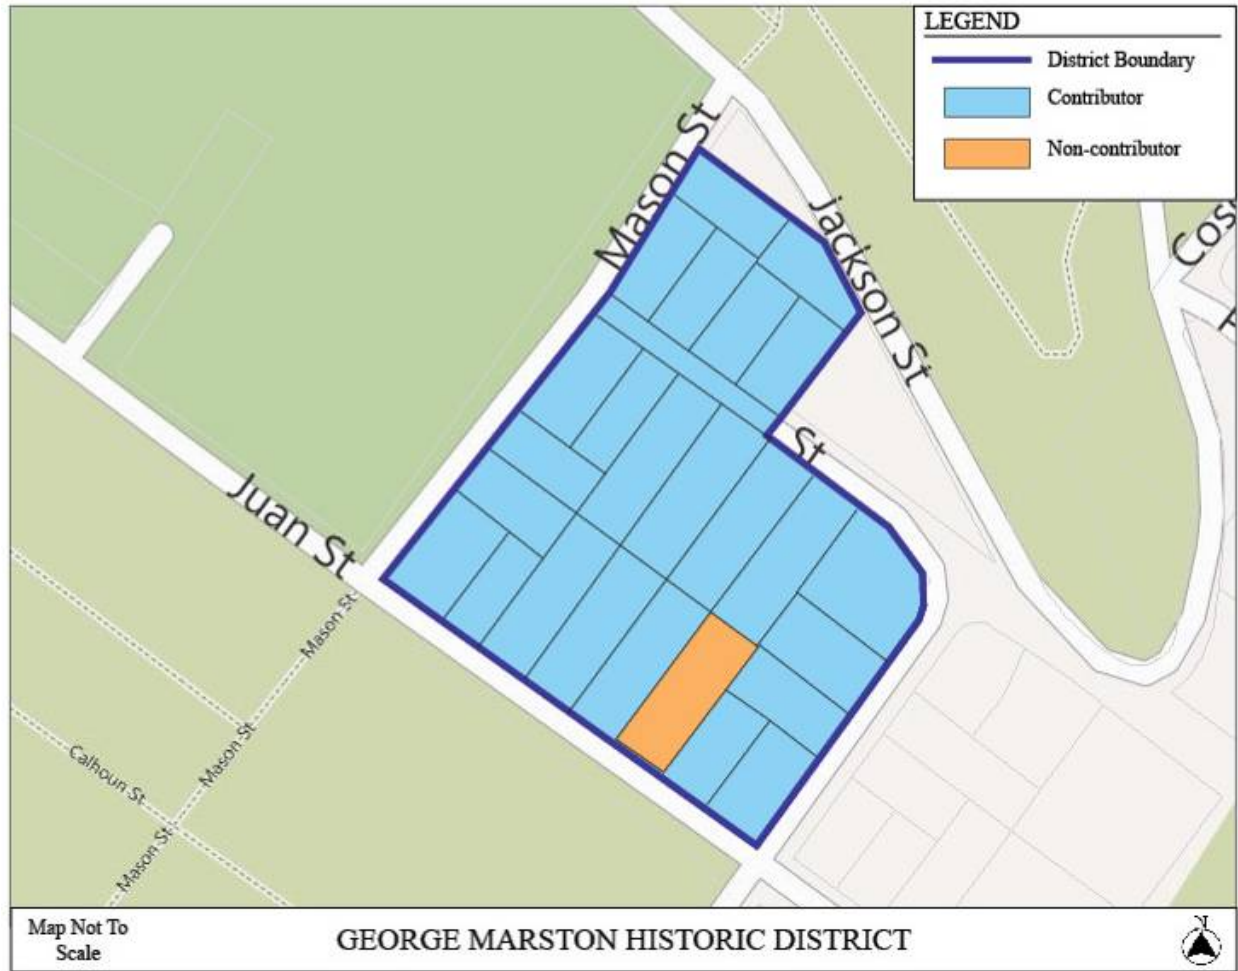 LEGEND
District Boundary
Contributor
Non-contributor
Mason St
Jackson St
Cos
St
Juan St
Mason St
Mason St
Calhoun St
Mason St
Map Not To
Scale
GEORGE MARSTON HISTORIC DISTRICT
N